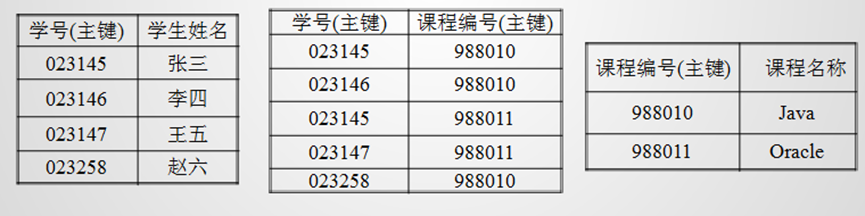 学号(主键) 学生姓名
023145 张三
023146 李四
023147 王五
023258 赵六
学号(主键) 课程编号(主键)
023145 988010
023146 988010
023145 988011
023147 988011
023258 988010
课程编号(主键) 课程名称
988010 Java
988011 Oracle